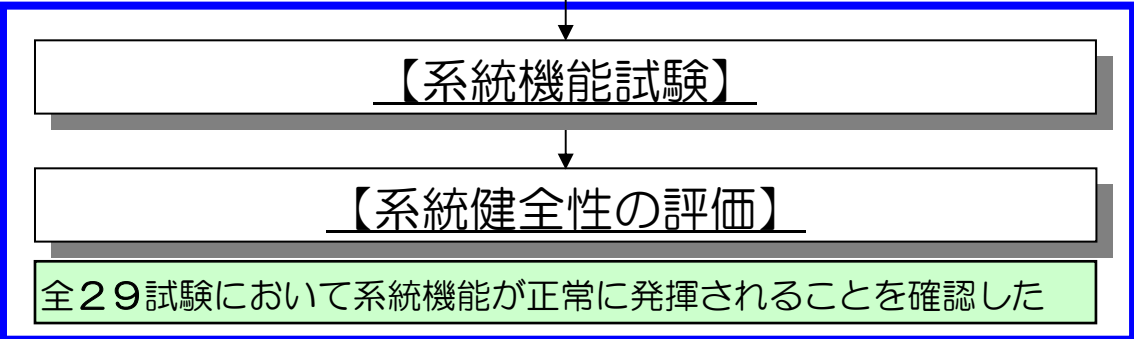 【系統機能試験】
【系統健全性の評価】
全２９試験において系統機能が正常に発揮されることを確認した